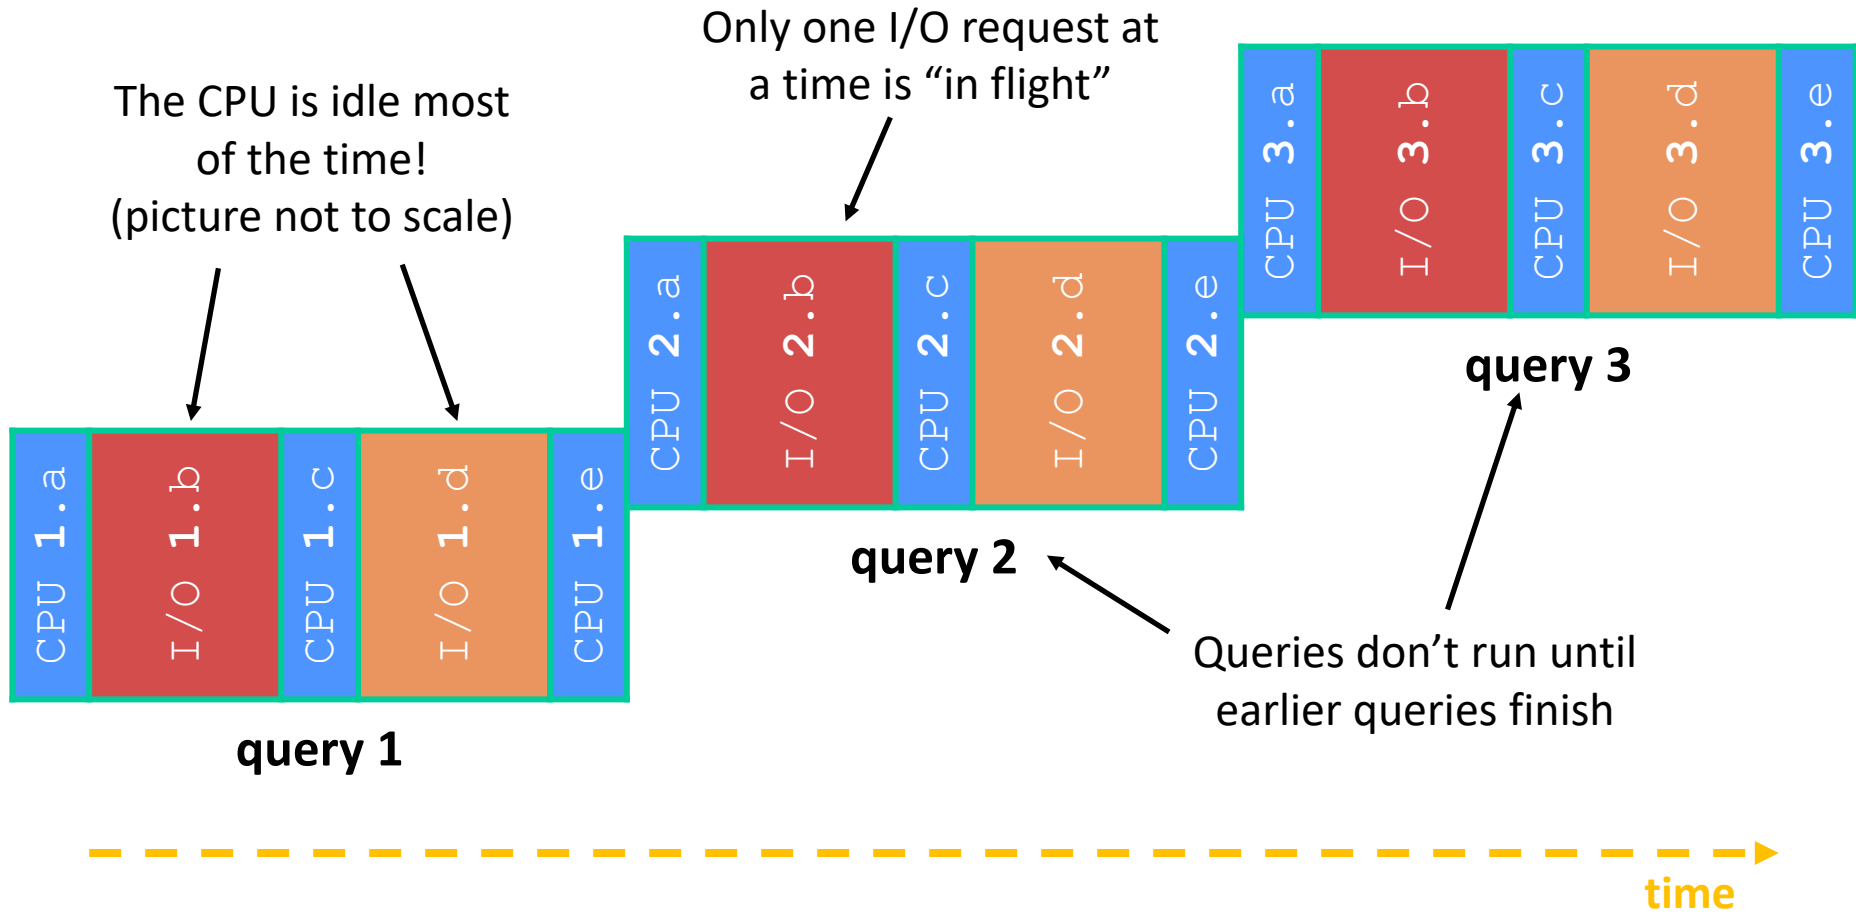 Only one I/O request at
a time is “in flight”
The CPU is idle most
of the time!
(picture not to scale)
CPU 1.a
I/O 1.b
CPU 1.c
I/O 1.d
CPU 1.e
query 1
CPU 2.a
I/O 2.b
CPU 2.c
I/O 2.d
CPU 2.e
query 2
CPU 3.a
I/O 3.b
CPU 3.c
I/O 3.d
CPU 3.e
query 3
Queries don’t run until
earlier queries finish
time